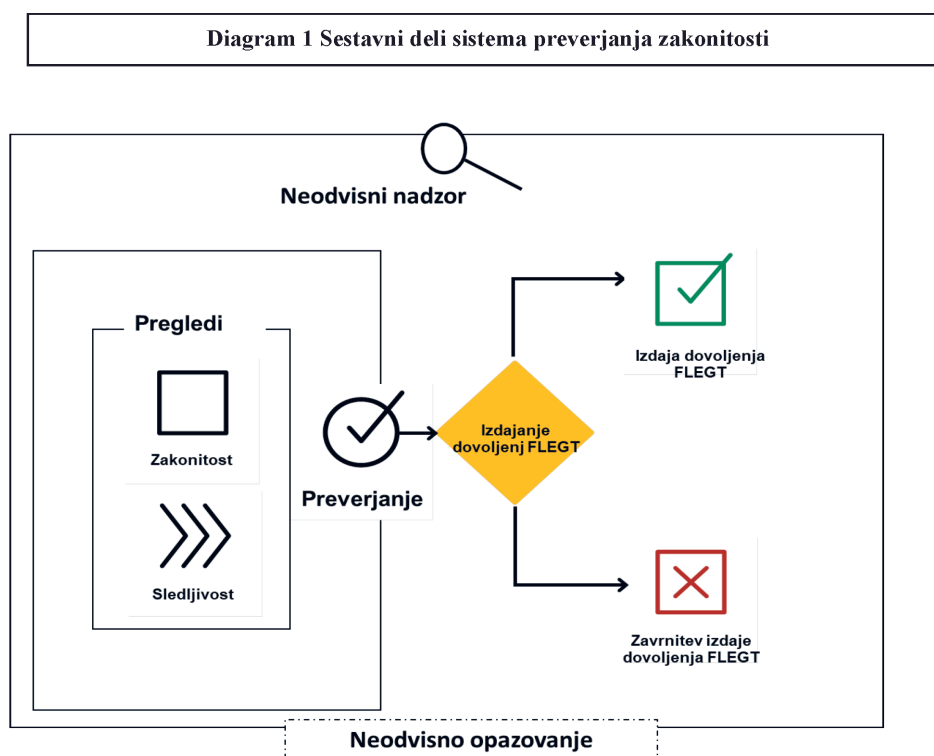 Diagram 1 Sestavni deli sistema preverjanja zakonitosti
Neodvisni nadzor
Pregledi
Zakonitost
Sledljivost
Preverjanje
Izdajanje
dovoljenj FLEGT
Izdaja dovoljenja
FLEGT
Zavrnitev izdaje
dovoljenja FLEGT
Neodvisno opazovanje